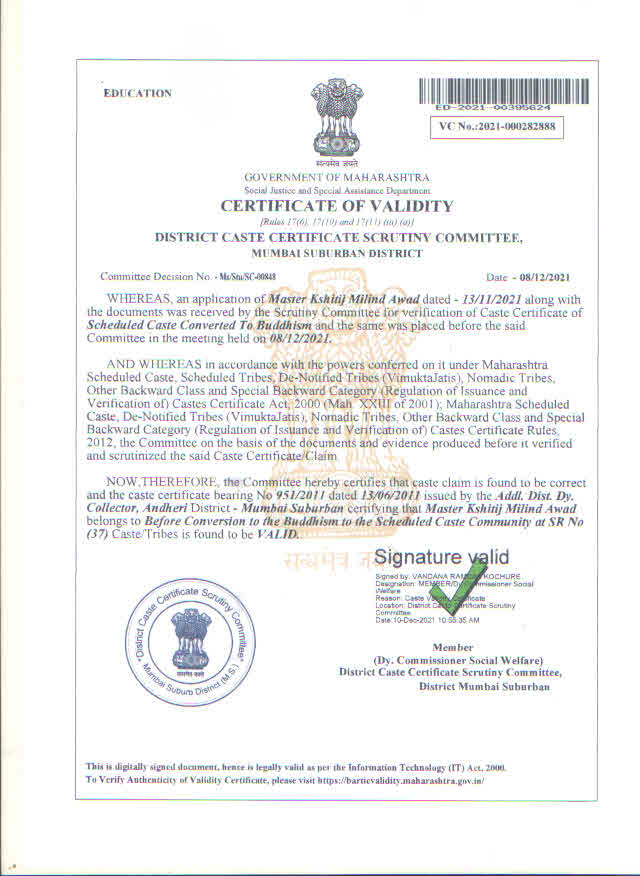 EDUCATION
ED-2021-00395624
VC No.:2021-000282888
सत्यमेव जयते
GOVERNMENT OF MAHARASHTRA
Social Justice and Special Assistance Department
CERTIFICATE OF VALIDITY
[Rules 17(6), 17(10) and 17(11) (ii) (a)]
DISTRICT CASTE CERTIFICATE SCRUTINY COMMITTEE,
MUMBAI SUBURBAN DISTRICT
Committee Decision No. - Ms/Stu/SC-00848 Date - 08/12/2021
WHEREAS, an application of Master Kshitij Milind Awad dated - 13/11/2021 along with
the documents was received by the Scrutiny Committee for verification of Caste Certificate of
Scheduled Caste Converted To Buddhism and the same was placed before the said
Committee in the meeting held on 08/12/2021.
AND WHEREAS in accordance with the powers conferred on it under Maharashtra
Scheduled Caste, Scheduled Tribes, De-Notified Tribes (VimuktaJatis), Nomadic Tribes,
Other Backward Class and Special Backward Category (Regulation of Issuance and
Verification of) Castes Certificate Act, 2000 (Mah. XXIII of 2001); Maharashtra Scheduled
Caste, De-Notified Tribes (VimuktaJatis), Nomadic Tribes, Other Backward Class and Special
Backward Category (Regulation of Issuance and Verification of) Castes Certificate Rules,
2012, the Committee on the basis of the documents and evidence produced before it verified
and scrutinized the said Caste Certificate/Claim
NOW,THEREFORE, the Committee hereby certifies that caste claim is found to be correct
and the caste certificate bearing No 951/2011 dated 13/06/2011 issued by the Addl. Dist. Dy.
Collector, Andheri District - Mumbai Suburban certifying that Master Kshitij Milind Awad
belongs to Before Conversion to the Buddhism to the Scheduled Caste Community at SR No
(37) Caste/Tribes is found to be VALID.
सत्यमेव जयते
Signature valid
Signed by: VANDANA KOCHURE
Designation: MEMBER/Dy Commissioner Social
Welfare
Reason: Caste Validity Certificate
Location: District Caste Certificate Scrutiny
Committee
Date:10-Dec-2021 10:55:35 AM
*District Caste Certificate Scrutiny Committee*
सत्यमेव जयते
Mumbai Suburb District (M.S.)
Member
(Dy. Commissioner Social Welfare)
District Caste Certificate Scrutiny Committee,
District Mumbai Suburban
This is digitally signed document, hence is legally valid as per the Information Technology (IT) Act, 2000.
To Verify Authenticity of Validity Certificate, please visit https://barticvalidity.maharashtra.gov.in/